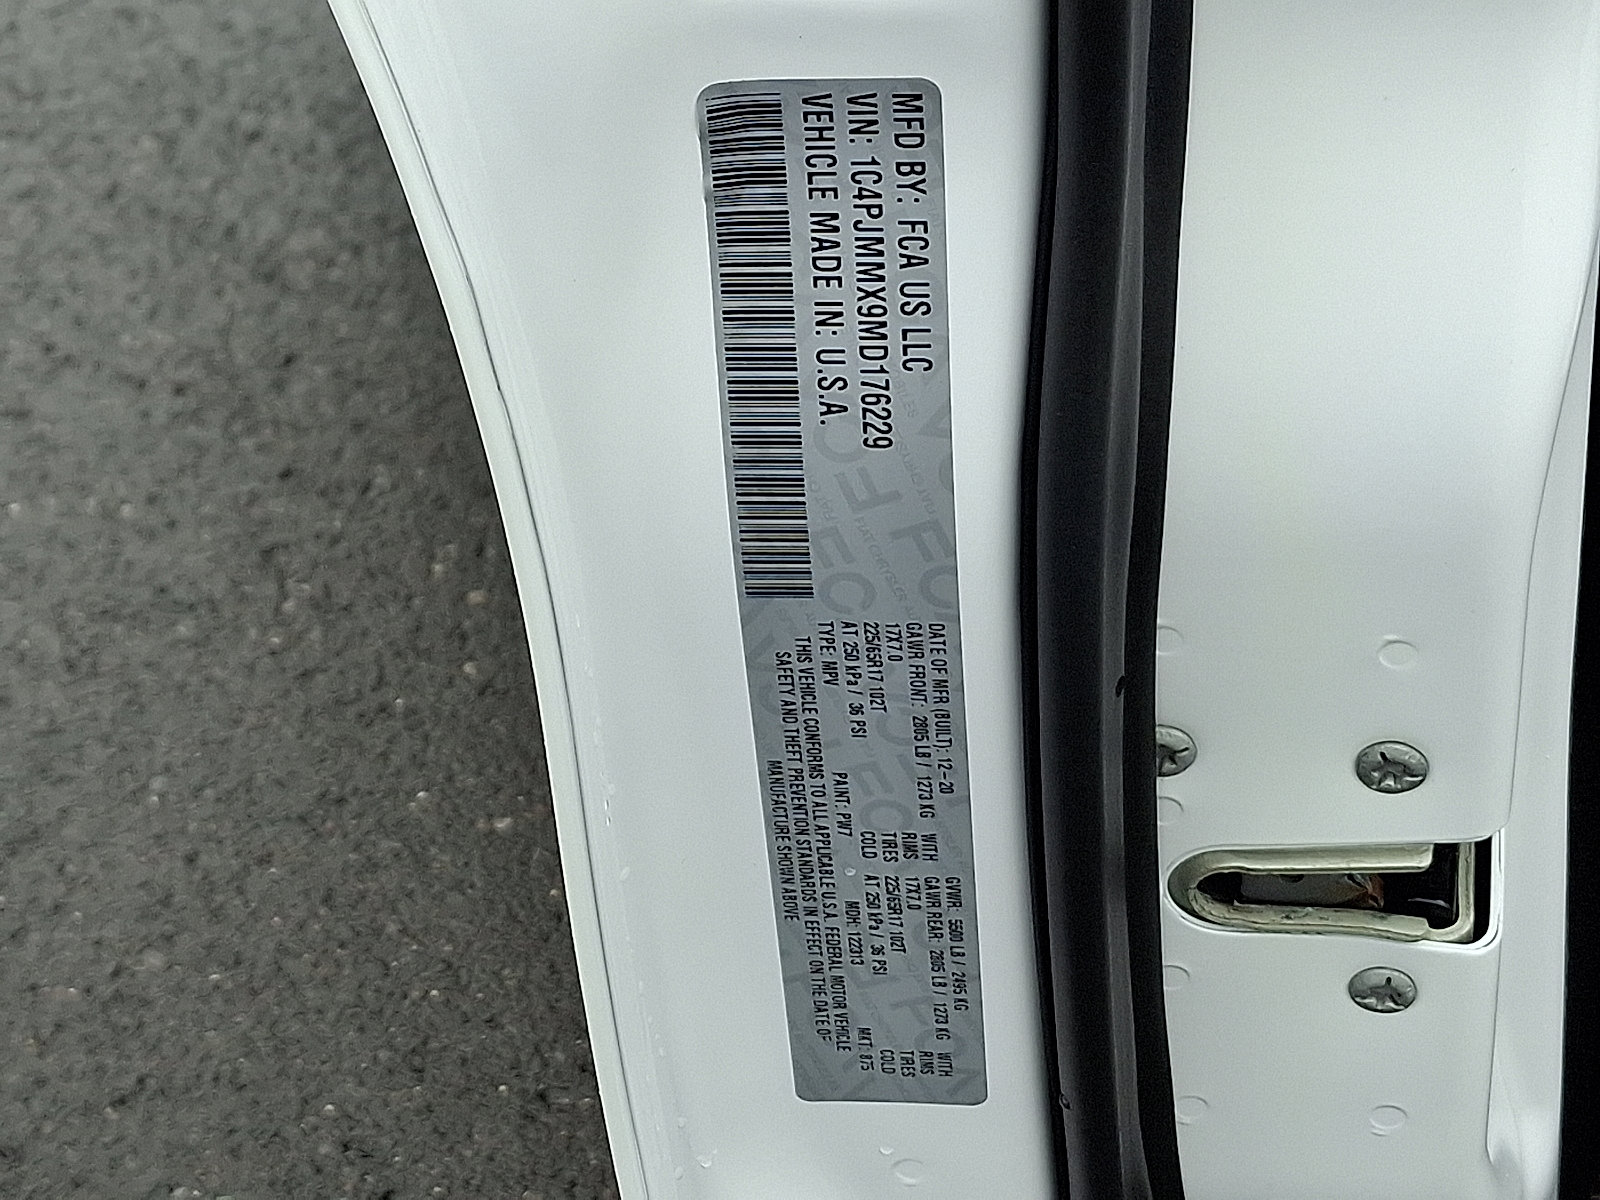 MFD BY: FCA US LLC
VIN: 1C4PJMMX9MD176229
VEHICLE MADE IN: U.S.A.
DATE OF MFR (BUILT): 12-20 GVWR: 5500 LB / 2495 KG
GAWR FRONT: 2805 LB / 1273 KG WITH GAWR REAR: 2805 LB / 1273 KG WITH
17X7.0 RIMS 17X7.0 RIMS
225/65R17 102T TIRES 225/65R17 102T TIRES
AT 250 kPa / 36 PSI COLD AT 250 kPa / 36 PSI COLD
TYPE: MPV PAINT: PW7 MDH: 122313 MKT: 875
THIS VEHICLE CONFORMS TO ALL APPLICABLE U.S.A. FEDERAL MOTOR VEHICLE
SAFETY AND THEFT PREVENTION STANDARDS IN EFFECT ON THE DATE OF
MANUFACTURE SHOWN ABOVE